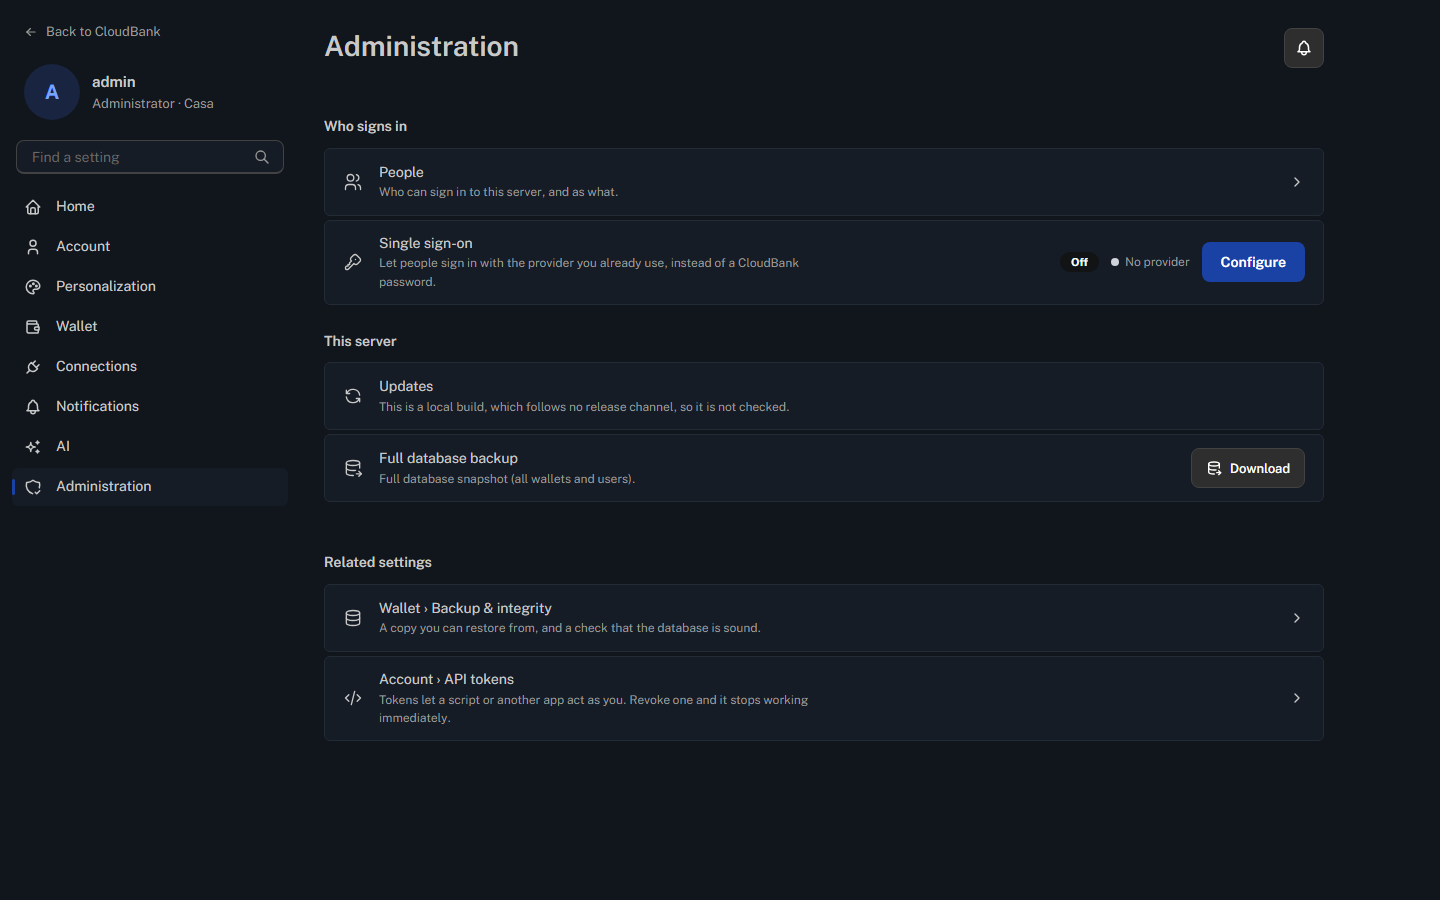 Back to CloudBank
A
admin
Administrator · Casa
Find a setting
Home
Account
Personalization
Wallet
Connections
Notifications
AI
Administration
Administration
Who signs in
People
Who can sign in to this server, and as what.
Single sign-on
Let people sign in with the provider you already use, instead of a CloudBank
password.
Off
No provider
Configure
This server
Updates
This is a local build, which follows no release channel, so it is not checked.
Full database backup
Full database snapshot (all wallets and users).
Download
Related settings
Wallet › Backup & integrity
A copy you can restore from, and a check that the database is sound.
Account › API tokens
Tokens let a script or another app act as you. Revoke one and it stops working
immediately.